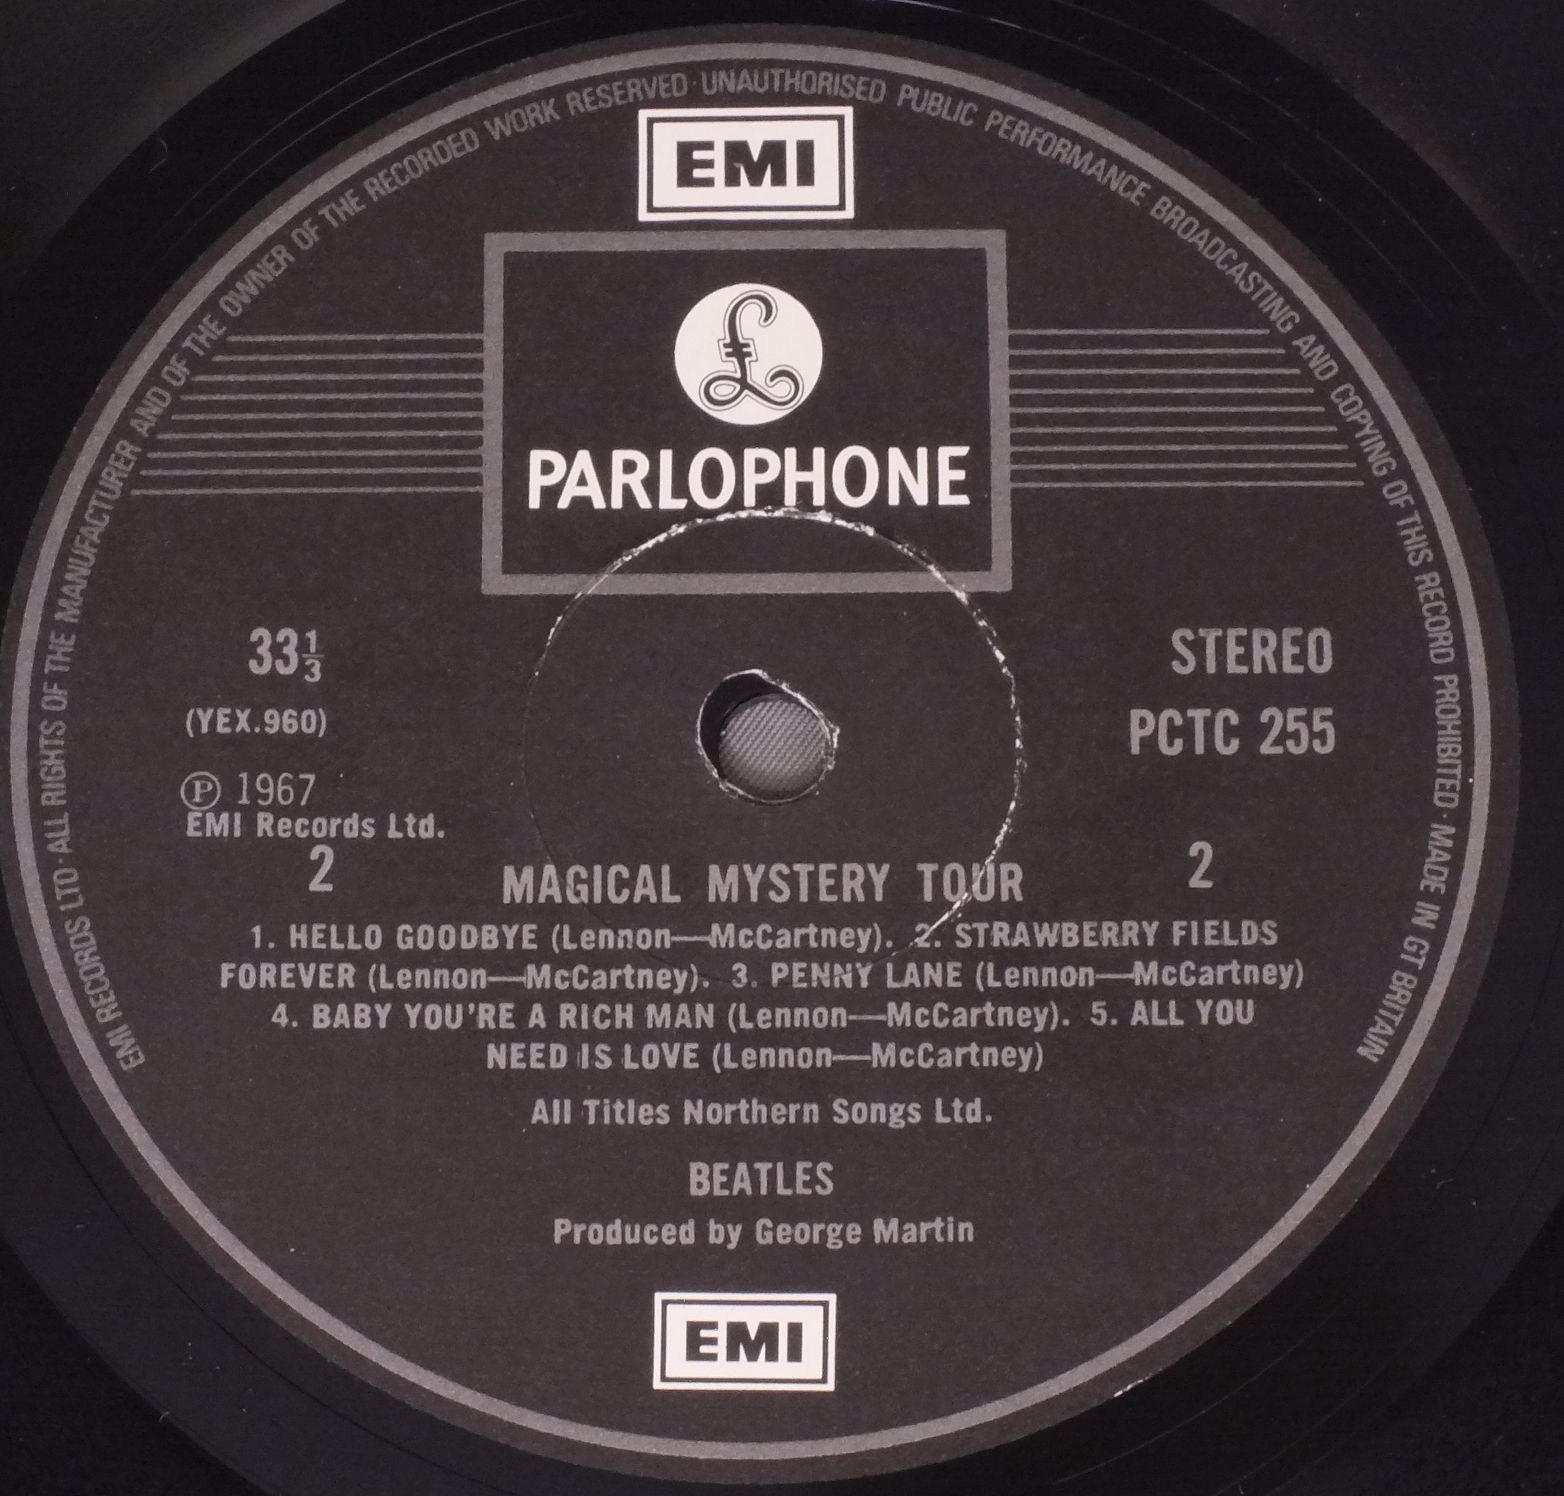 EMI RECORDS LTD·ALL RIGHTS OF THE MANUFACTURER AND OF THE OWNER OF THE RECORDED WORK RESERVED·UNAUTHORISED PUBLIC PERFORMANCE BROADCASTING AND COPYING OF THIS RECORD PROHIBITED·MADE IN GT BRITAIN
EMI
£
PARLOPHONE
33⅓
STEREO
(YEX.960)
PCTC 255
Ⓟ 1967
EMI Records Ltd.
2 MAGICAL MYSTERY TOUR 2
1. HELLO GOODBYE (Lennon—McCartney). 2. STRAWBERRY FIELDS
FOREVER (Lennon—McCartney). 3. PENNY LANE (Lennon—McCartney)
4. BABY YOU'RE A RICH MAN (Lennon—McCartney). 5. ALL YOU
NEED IS LOVE (Lennon—McCartney)
All Titles Northern Songs Ltd.
BEATLES
Produced by George Martin
EMI